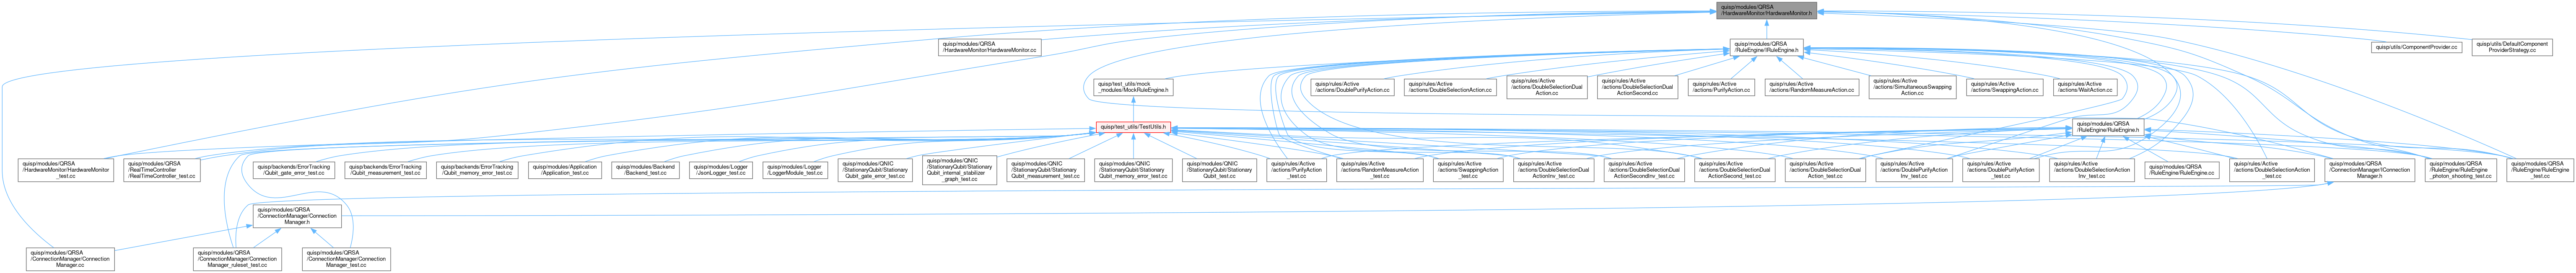 quisp/modules/QRSA
/HardwareMonitor/HardwareMonitor.h
quisp/modules/QRSA
/HardwareMonitor/HardwareMonitor.cc
quisp/modules/QRSA
/RuleEngine/IRuleEngine.h
quisp/utils/ComponentProvider.cc
quisp/utils/DefaultComponent
ProviderStrategy.cc
quisp/test_utils/mock
_modules/MockRuleEngine.h
quisp/rules/Active
/actions/DoublePurifyAction.cc
quisp/rules/Active
/actions/DoubleSelectionAction.cc
quisp/rules/Active
/actions/DoubleSelectionDual
Action.cc
quisp/rules/Active
/actions/DoubleSelectionDual
ActionSecond.cc
quisp/rules/Active
/actions/PurifyAction.cc
quisp/rules/Active
/actions/RandomMeasureAction.cc
quisp/rules/Active
/actions/SimultaneousSwapping
Action.cc
quisp/rules/Active
/actions/SwappingAction.cc
quisp/rules/Active
/actions/WaitAction.cc
quisp/test_utils/TestUtils.h
quisp/modules/QRSA
/RuleEngine/RuleEngine.h
quisp/modules/QRSA
/HardwareMonitor/HardwareMonitor
_test.cc
quisp/modules/QRSA
/RealTimeController
/RealTimeController_test.cc
quisp/backends/ErrorTracking
/Qubit_gate_error_test.cc
quisp/backends/ErrorTracking
/Qubit_measurement_test.cc
quisp/backends/ErrorTracking
/Qubit_memory_error_test.cc
quisp/modules/Application
/Application_test.cc
quisp/modules/Backend
/Backend_test.cc
quisp/modules/Logger
/JsonLogger_test.cc
quisp/modules/Logger
/LoggerModule_test.cc
quisp/modules/QNIC
/StationaryQubit/Stationary
Qubit_gate_error_test.cc
quisp/modules/QNIC
/StationaryQubit/Stationary
Qubit_internal_stabilizer
_graph_test.cc
quisp/modules/QNIC
/StationaryQubit/Stationary
Qubit_measurement_test.cc
quisp/modules/QNIC
/StationaryQubit/Stationary
Qubit_memory_error_test.cc
quisp/modules/QNIC
/StationaryQubit/Stationary
Qubit_test.cc
quisp/rules/Active
/actions/PurifyAction
_test.cc
quisp/rules/Active
/actions/RandomMeasureAction
_test.cc
quisp/rules/Active
/actions/SwappingAction
_test.cc
quisp/rules/Active
/actions/DoubleSelectionDual
ActionInv_test.cc
quisp/rules/Active
/actions/DoubleSelectionDual
ActionSecondInv_test.cc
quisp/rules/Active
/actions/DoubleSelectionDual
ActionSecond_test.cc
quisp/rules/Active
/actions/DoubleSelectionDual
Action_test.cc
quisp/rules/Active
/actions/DoublePurifyAction
Inv_test.cc
quisp/rules/Active
/actions/DoublePurifyAction
_test.cc
quisp/rules/Active
/actions/DoubleSelectionAction
Inv_test.cc
quisp/modules/QRSA
/RuleEngine/RuleEngine.cc
quisp/rules/Active
/actions/DoubleSelectionAction
_test.cc
quisp/modules/QRSA
/ConnectionManager/IConnection
Manager.h
quisp/modules/QRSA
/RuleEngine/RuleEngine
_photon_shooting_test.cc
quisp/modules/QRSA
/RuleEngine/RuleEngine
_test.cc
quisp/modules/QRSA
/ConnectionManager/Connection
Manager.h
quisp/modules/QRSA
/ConnectionManager/Connection
Manager.cc
quisp/modules/QRSA
/ConnectionManager/Connection
Manager_ruleset_test.cc
quisp/modules/QRSA
/ConnectionManager/Connection
Manager_test.cc